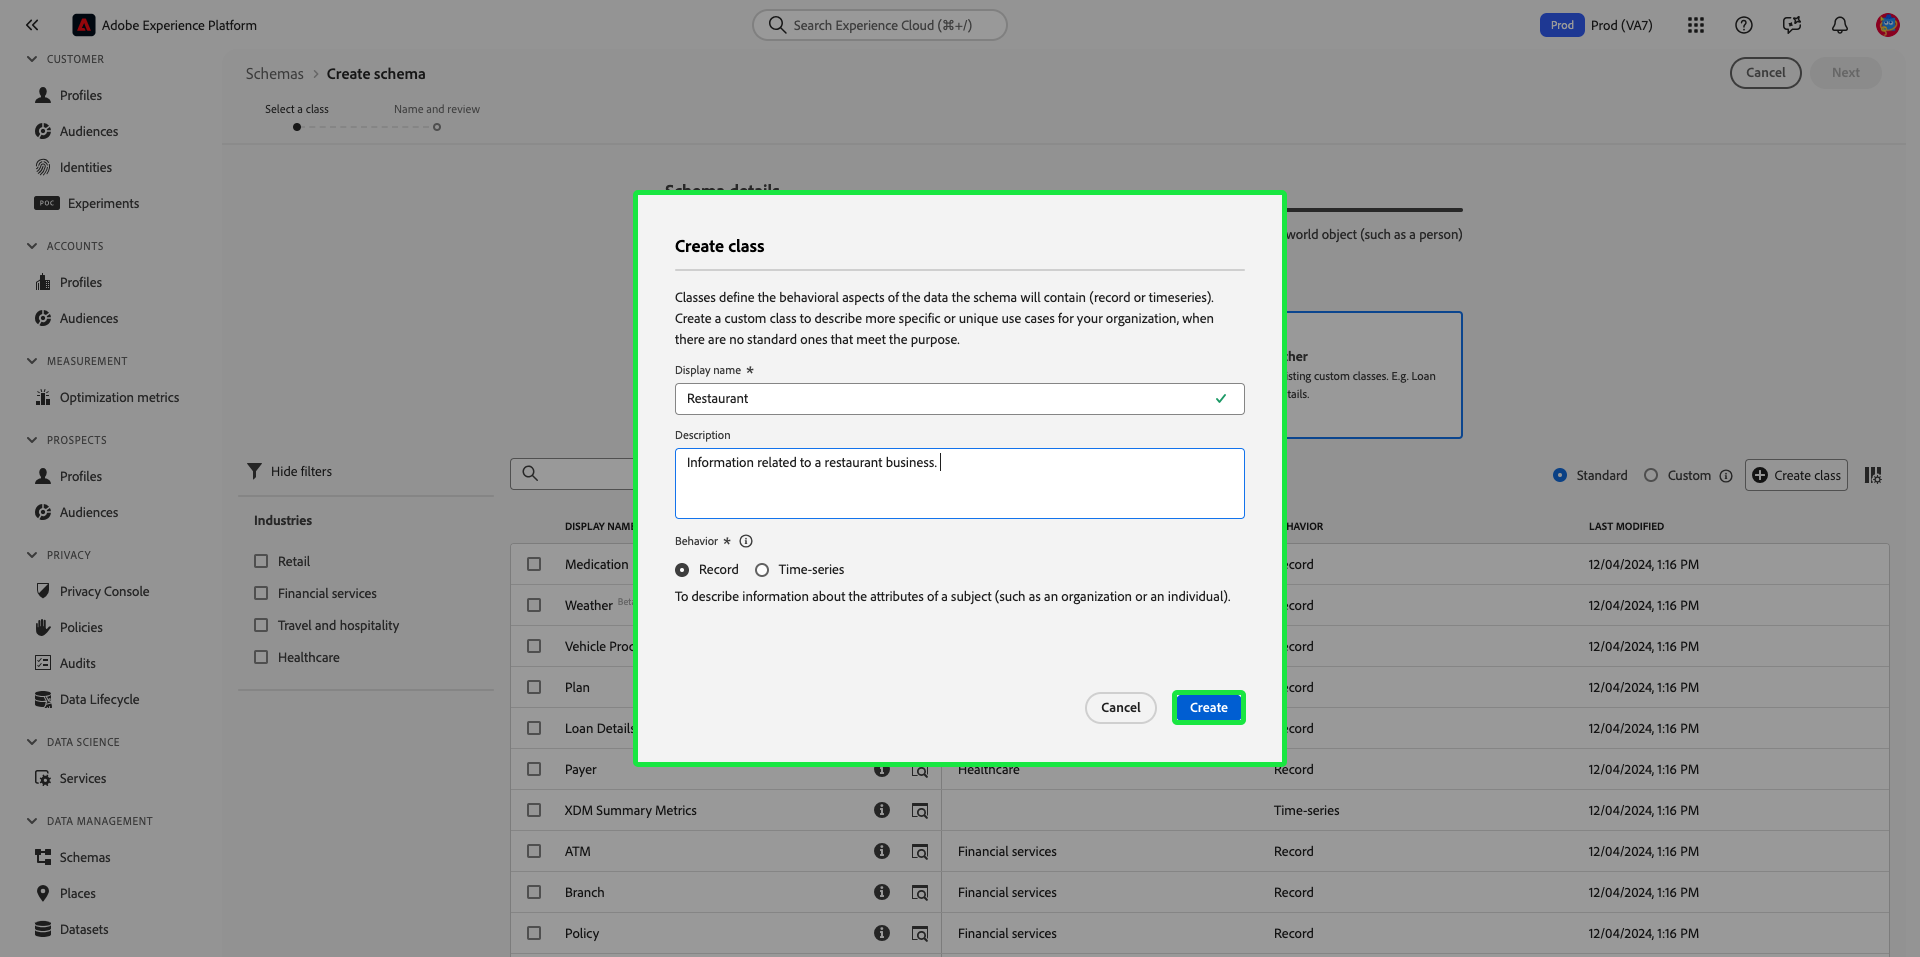 Adobe Experience Platform
Search Experience Cloud (⌘+/)
Prod
Prod (VA7)
CUSTOMER
Profiles
Audiences
Identities
POC
Experiments
ACCOUNTS
Profiles
Audiences
MEASUREMENT
Optimization metrics
PROSPECTS
Profiles
Audiences
PRIVACY
Privacy Console
Policies
Audits
Data Lifecycle
DATA SCIENCE
Services
DATA MANAGEMENT
Schemas
Places
Datasets
Schemas > Create schema
Cancel
Next
Select a class
Name and review
Schema details
world object (such as a person)
Create class
Classes define the behavioral aspects of the data the schema will contain (record or timeseries).
Create a custom class to describe more specific or unique use cases for your organization, when
there are no standard ones that meet the purpose.
Display name *
Restaurant
Description
Information related to a restaurant business.
Behavior *
Record
Time-series
To describe information about the attributes of a subject (such as an organization or an individual).
Cancel
Create
custom classes. E.g. Loan
Hide filters
Industries
Retail
Financial services
Travel and hospitality
Healthcare
Standard
Custom
Create class
DISPLAY NAME
LAST MODIFIED
Medication 12/04/2024, 1:16 PM
Weather 12/04/2024, 1:16 PM
Vehicle 12/04/2024, 1:16 PM
Plan 12/04/2024, 1:16 PM
Loan Details 12/04/2024, 1:16 PM
Payer Healthcare Record 12/04/2024, 1:16 PM
XDM Summary Metrics Time-series 12/04/2024, 1:16 PM
ATM Financial services Record 12/04/2024, 1:16 PM
Branch Financial services Record 12/04/2024, 1:16 PM
Policy Financial services Record 12/04/2024, 1:16 PM